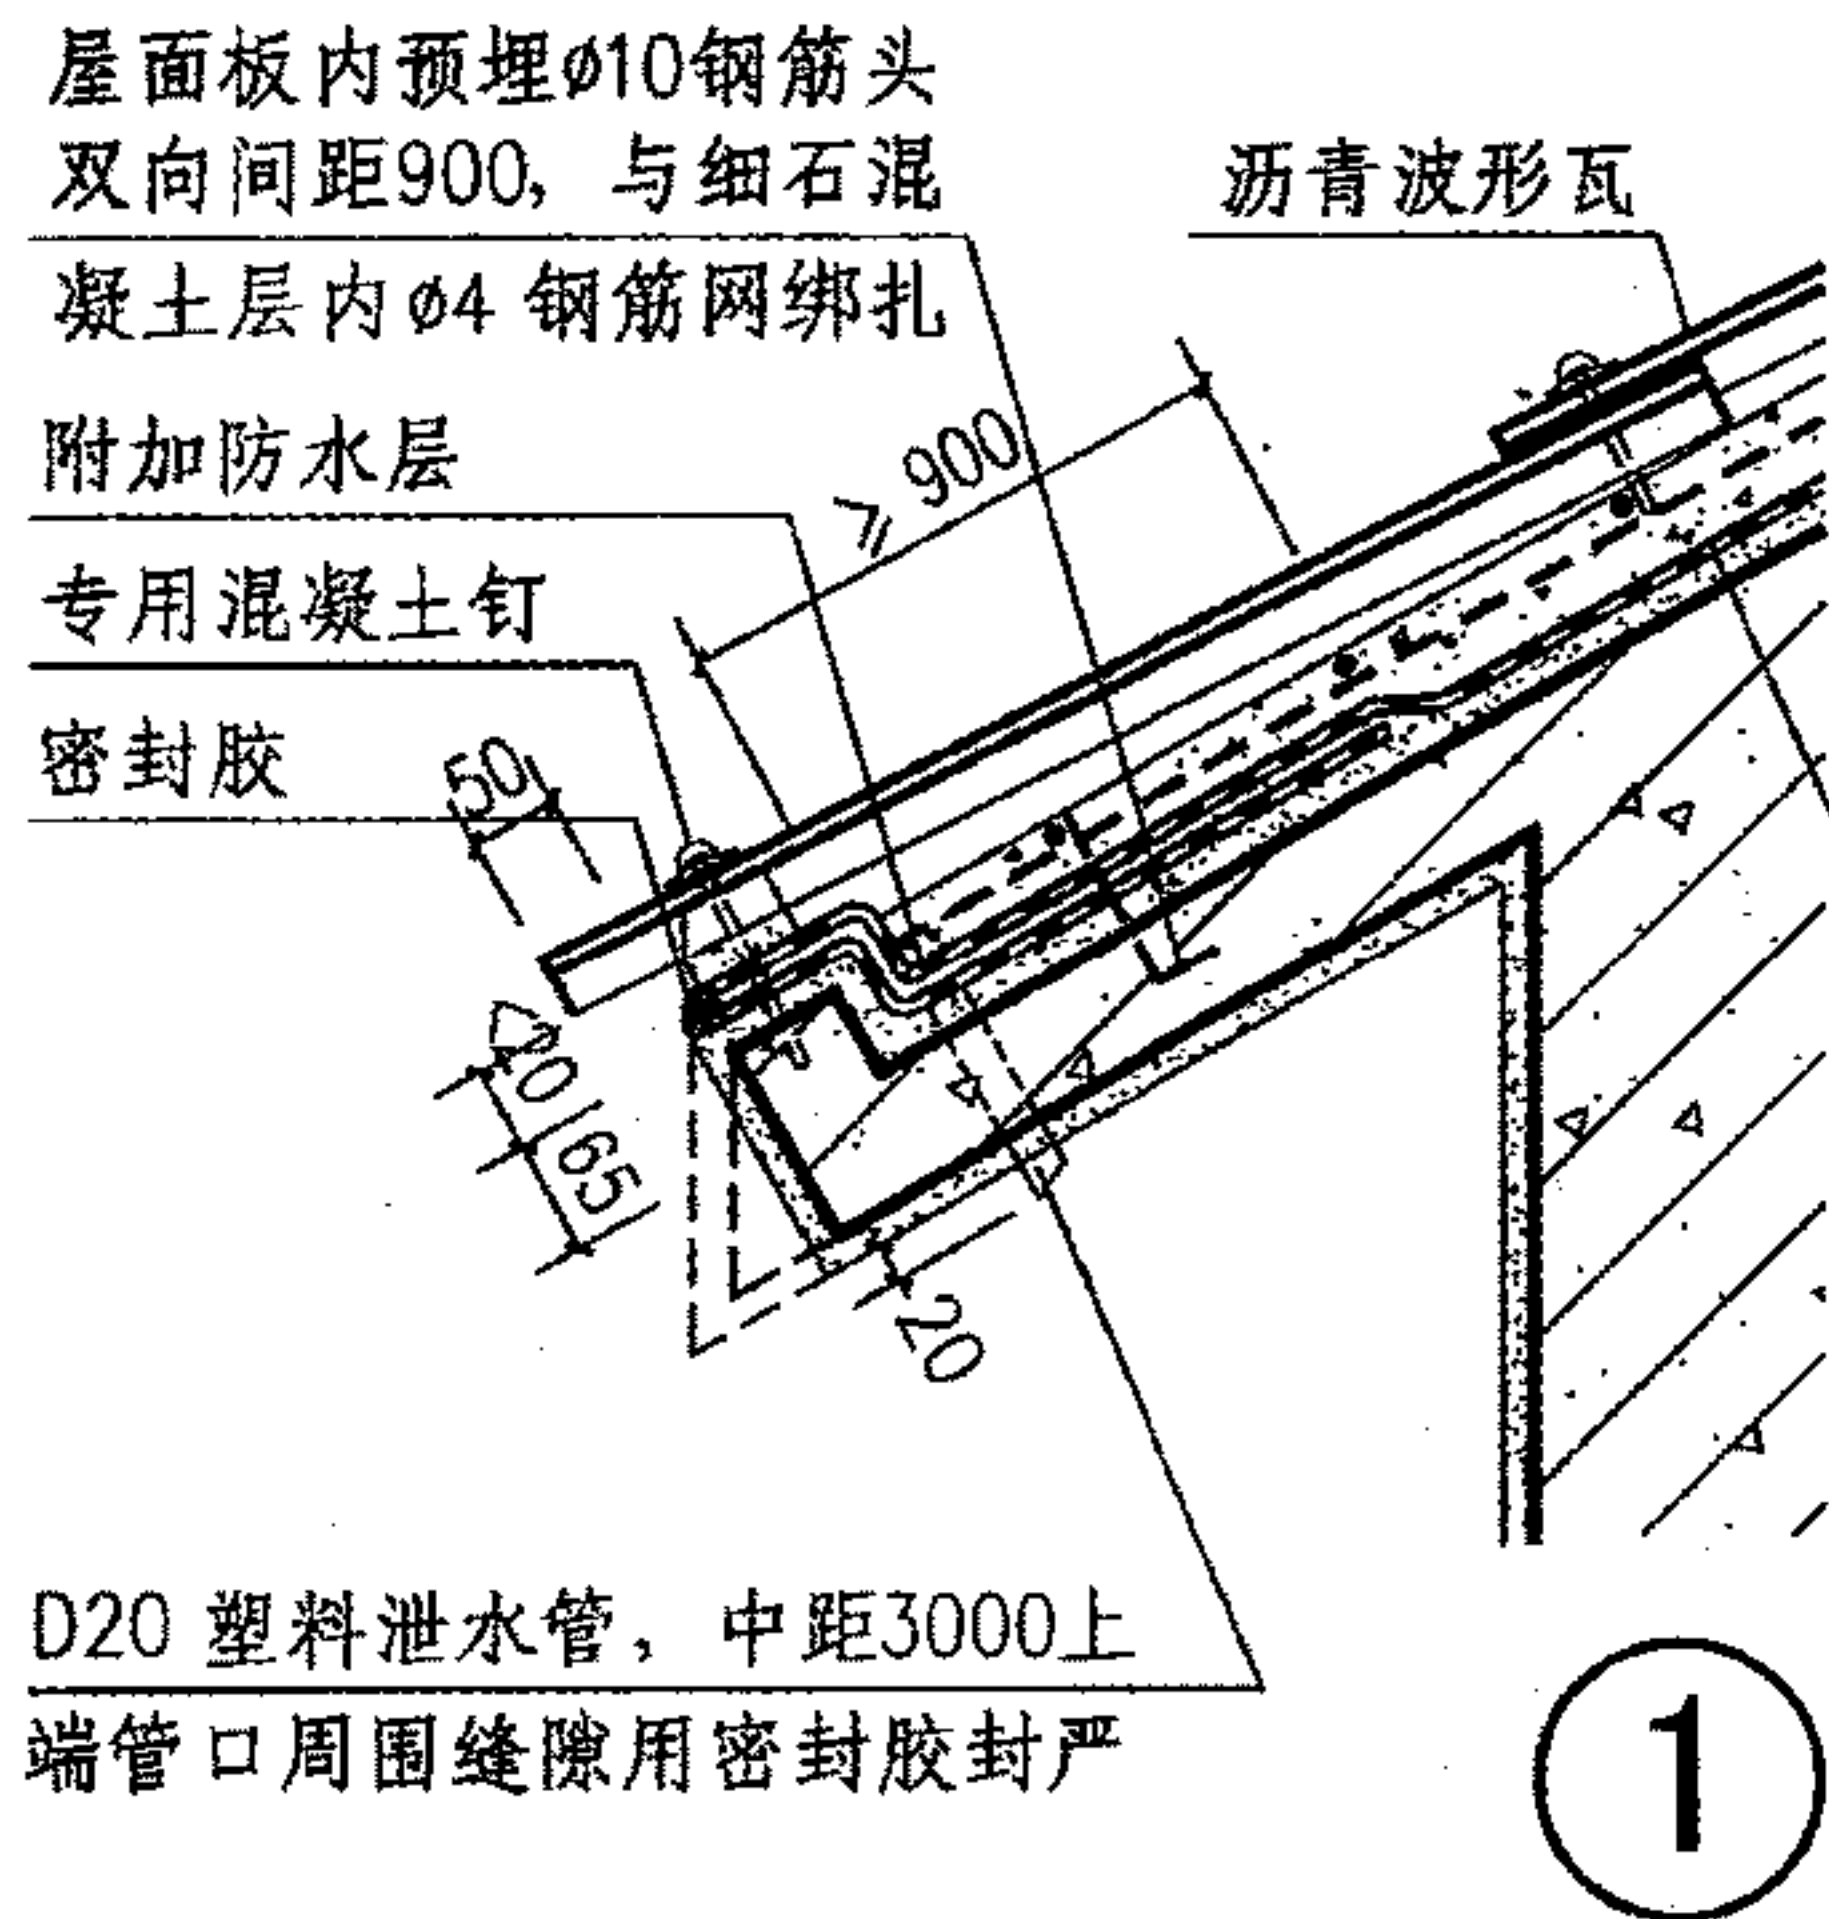 屋面板内预埋ø10钢筋头
双向间距900, 与细石混
凝土层内ø4 钢筋网绑扎
沥青波形瓦
附加防水层
专用混凝土钉
密封胶
≥900
50
20
65
20
D20 塑料泄水管, 中距3000上
端管口周围缝隙用密封胶封严
1